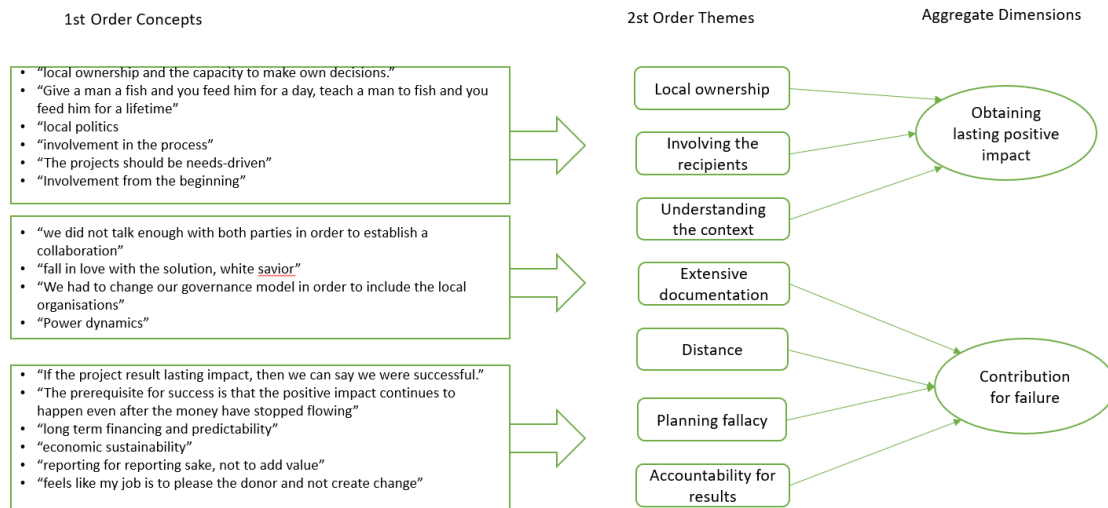 1st Order Concepts
2nd Order Themes
Aggregate Dimensions
• “local ownership and the capacity to make own decisions.”
• “Give a man a fish and you feed him for a day, teach a man to fish and you
feed him for a lifetime”
• “local politics
• “involvement in the process”
• “The projects should be needs-driven”
• “Involvement from the beginning”
• “we did not talk enough with both parties in order to establish a
collaboration”
• “fall in love with the solution, white savior”
• “We had to change our governance model in order to include the local
organisations”
• “Power dynamics”
• “If the project result lasting impact, then we can say we were successful.”
• “The prerequisite for success is that the positive impact continues to
happen even after the money have stopped flowing”
• “long term financing and predictability”
• “economic sustainability”
• “reporting for reporting sake, not to add value”
• “feels like my job is to please the donor and not create change”
Local ownership
Involving the
recipients
Understanding
the context
Extensive
documentation
Distance
Planning fallacy
Accountability for
results
Obtaining
lasting positive
impact
Contribution
for failure